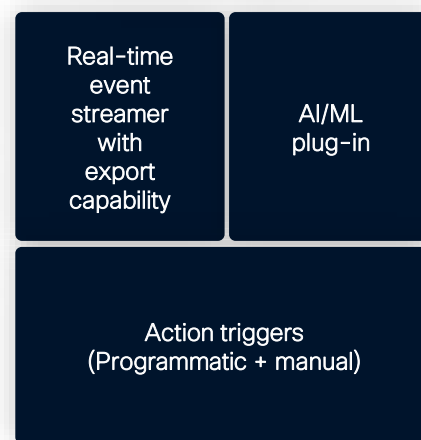 Real-time
event
streamer
with
export
capability
AI/ML
plug-in
Action triggers
(Programmatic + manual)